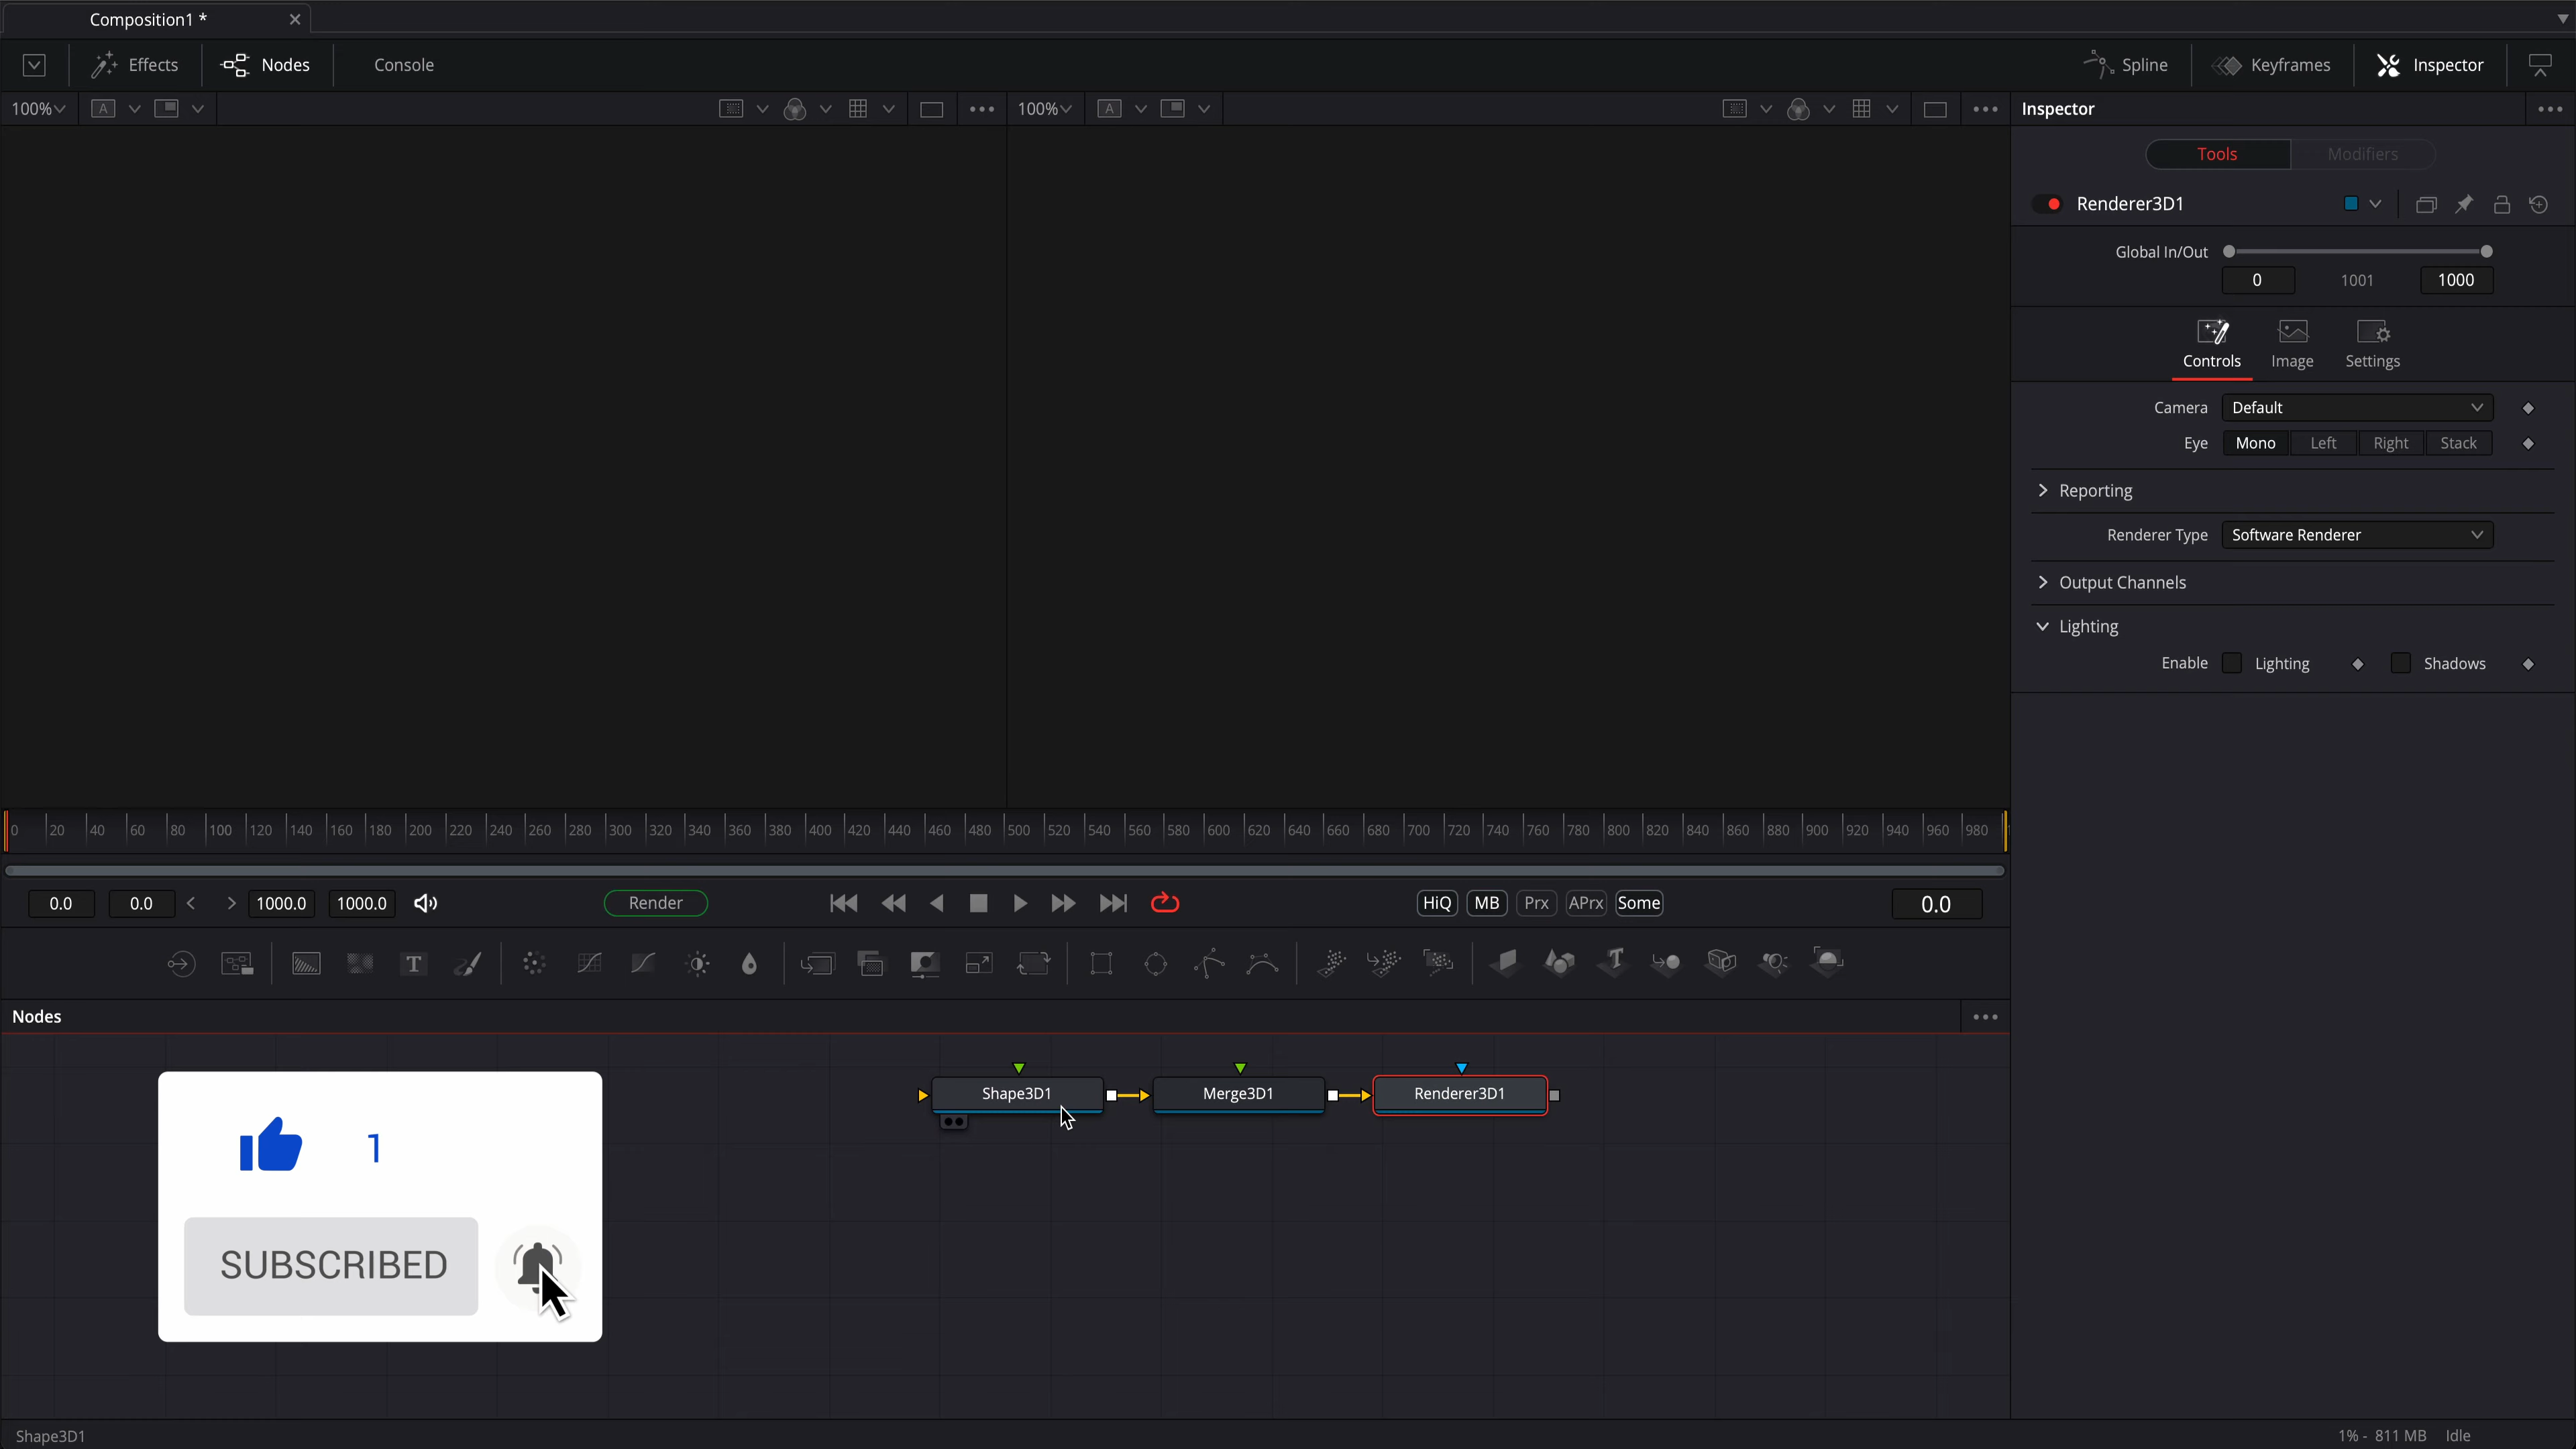 Composition1 *
Effects Nodes Console Spline Keyframes Inspector
100% A 100% A Inspector
Tools Modifiers
Renderer3D1
Global In/Out
0 1001 1000
Controls Image Settings
Camera Default
Eye Mono Left Right Stack
Reporting
Renderer Type Software Renderer
Output Channels
Lighting
Enable Lighting Shadows
0 20 40 60 80 100 120 140 160 180 200 220 240 260 280 300 320 340 360 380 400 420 440 460 480 500 520 540 560 580 600 620 640 660 680 700 720 740 760 780 800 820 840 860 880 900 920 940 960 980
0.0 0.0 1000.0 1000.0 Render HiQ MB Prx APrx Some 0.0
T T
Nodes
Shape3D1 Merge3D1 Renderer3D1
1
SUBSCRIBED
Shape3D1 1% - 811 MB Idle